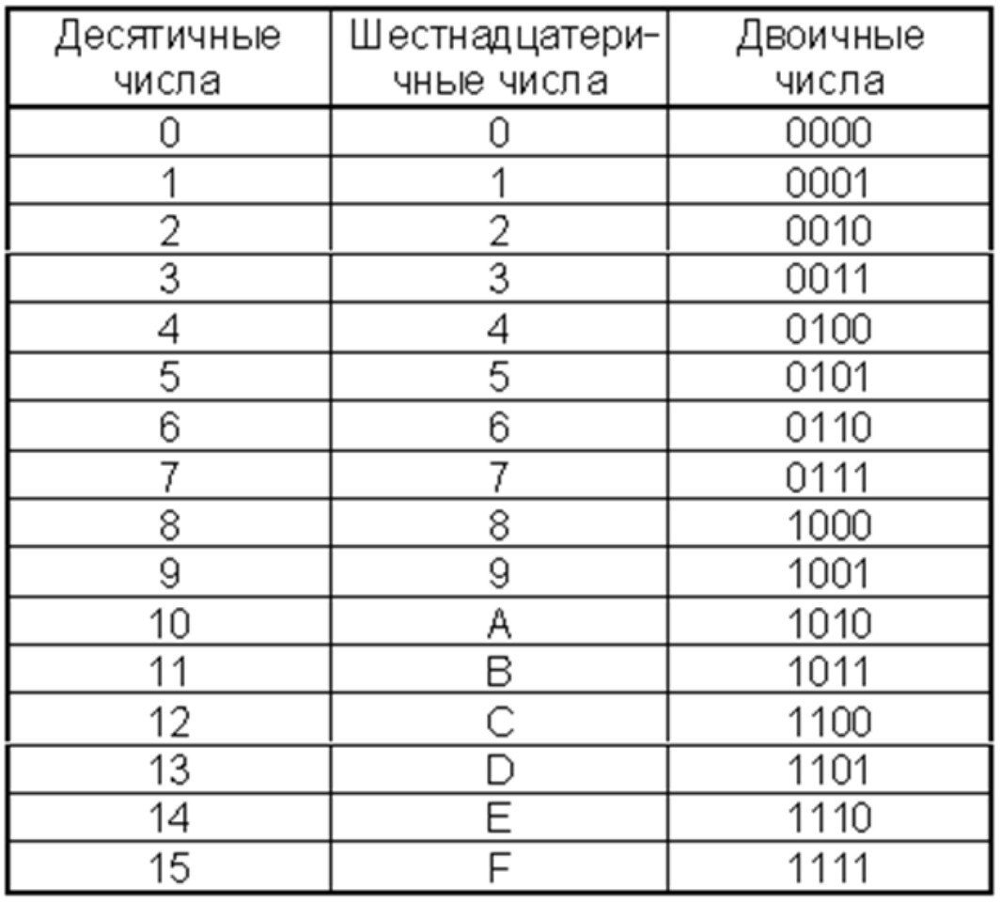 Десятичные числа Шестнадцатери- чные числа Двоичные числа
0 0 0000
1 1 0001
2 2 0010
3 3 0011
4 4 0100
5 5 0101
6 6 0110
7 7 0111
8 8 1000
9 9 1001
10 A 1010
11 B 1011
12 C 1100
13 D 1101
14 E 1110
15 F 1111